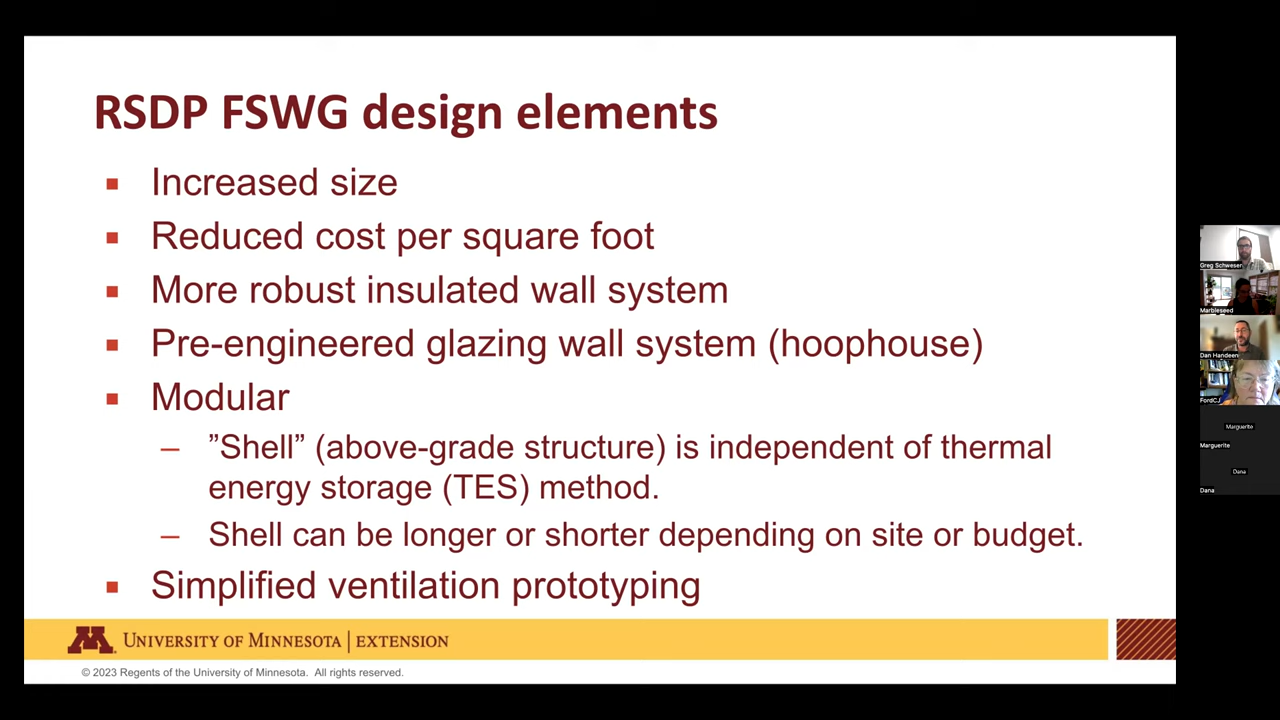 RSDP FSWG design elements
▪ Increased size
▪ Reduced cost per square foot
▪ More robust insulated wall system
▪ Pre-engineered glazing wall system (hoophouse)
▪ Modular
– ”Shell” (above-grade structure) is independent of thermal
energy storage (TES) method.
– Shell can be longer or shorter depending on site or budget.
▪ Simplified ventilation prototyping
M UNIVERSITY OF MINNESOTA | EXTENSION
© 2023 Regents of the University of Minnesota. All rights reserved.
Greg Schweser
Marbleseed
Dan Handeen
FordCJ
Marguerite
Marguerite
Dana
Dana